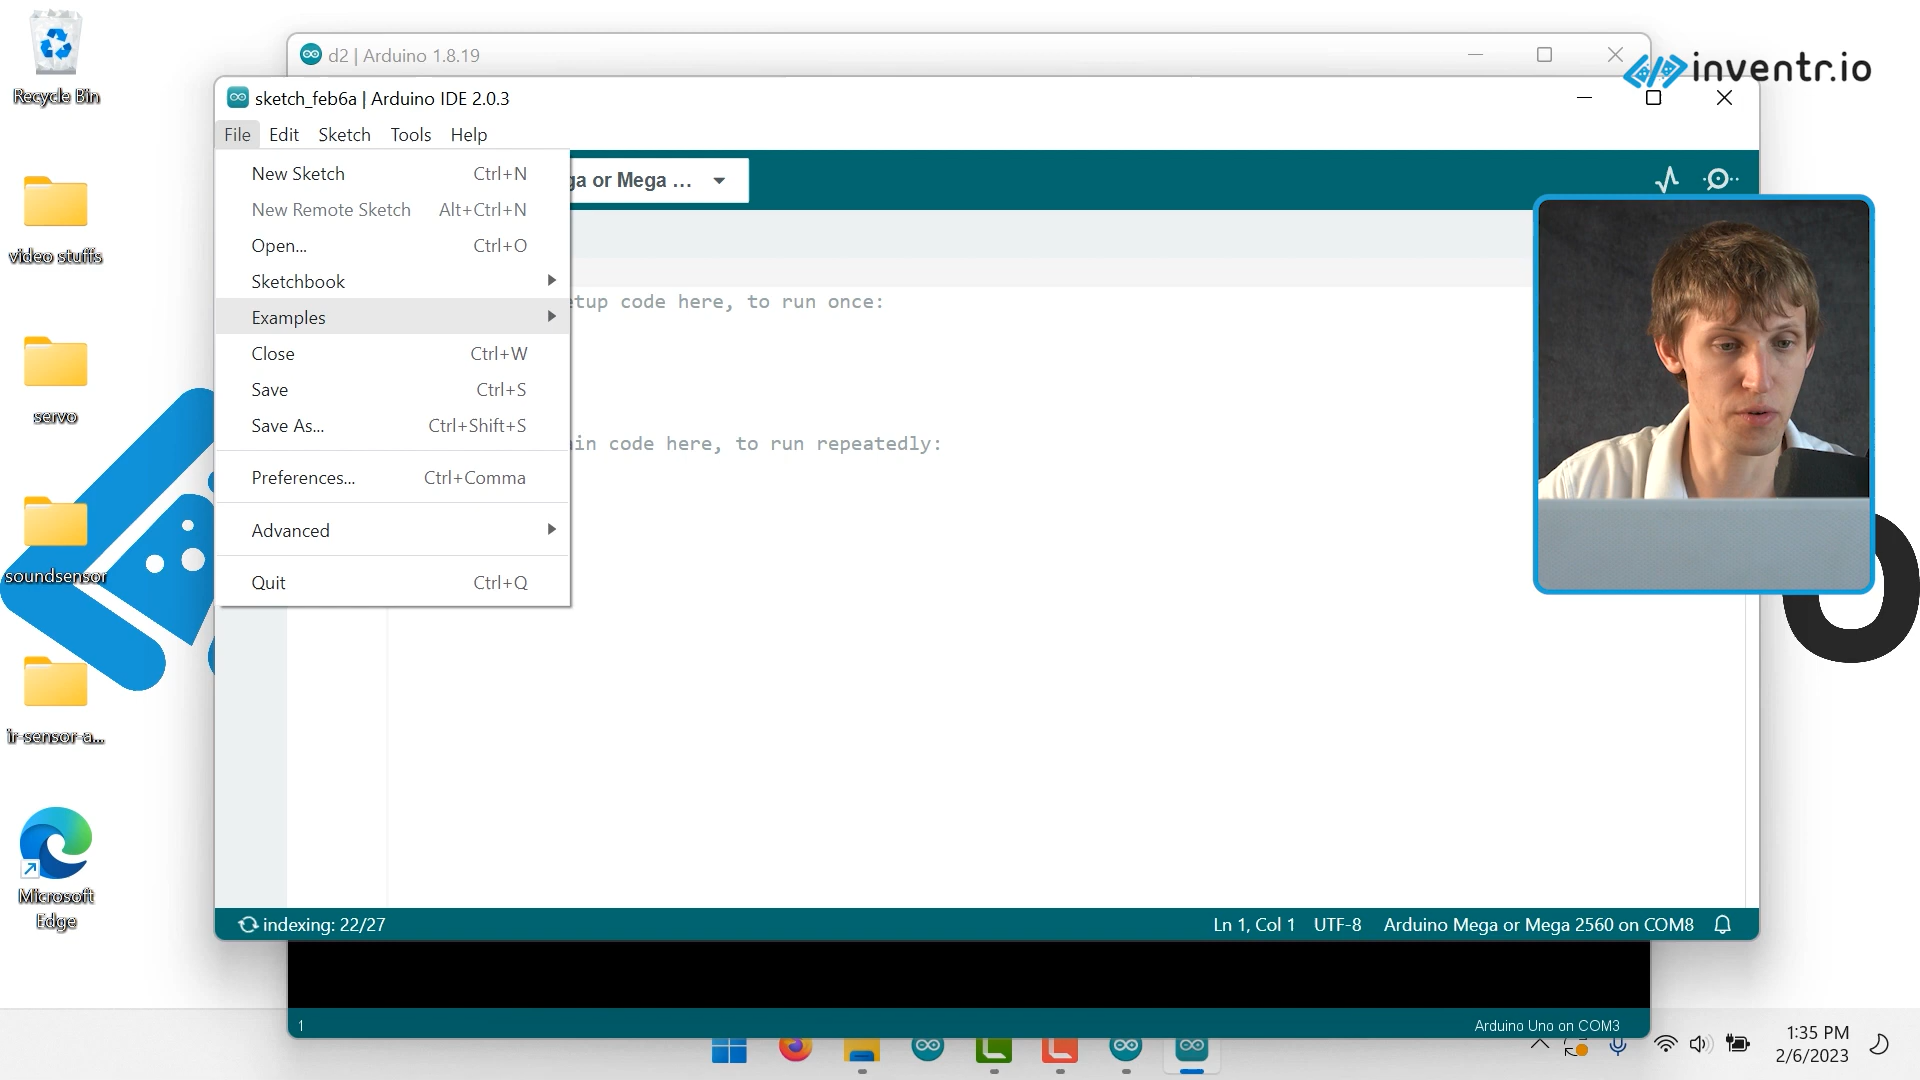 Recycle Bin
video stuffs
servo
soundsensor
ir-sensor-a...
Microsoft
Edge
d2 | Arduino 1.8.19
inventr.io
sketch_feb6a | Arduino IDE 2.0.3
File Edit Sketch Tools Help
New Sketch Ctrl+N
New Remote Sketch Alt+Ctrl+N
Open... Ctrl+O
Sketchbook
Examples
Close Ctrl+W
Save Ctrl+S
Save As... Ctrl+Shift+S
Preferences... Ctrl+Comma
Advanced
Quit Ctrl+Q
ga or Mega ...
etup code here, to run once:
in code here, to run repeatedly:
indexing: 22/27
Ln 1, Col 1 UTF-8 Arduino Mega or Mega 2560 on COM8
1
Arduino Uno on COM3
1:35 PM
2/6/2023